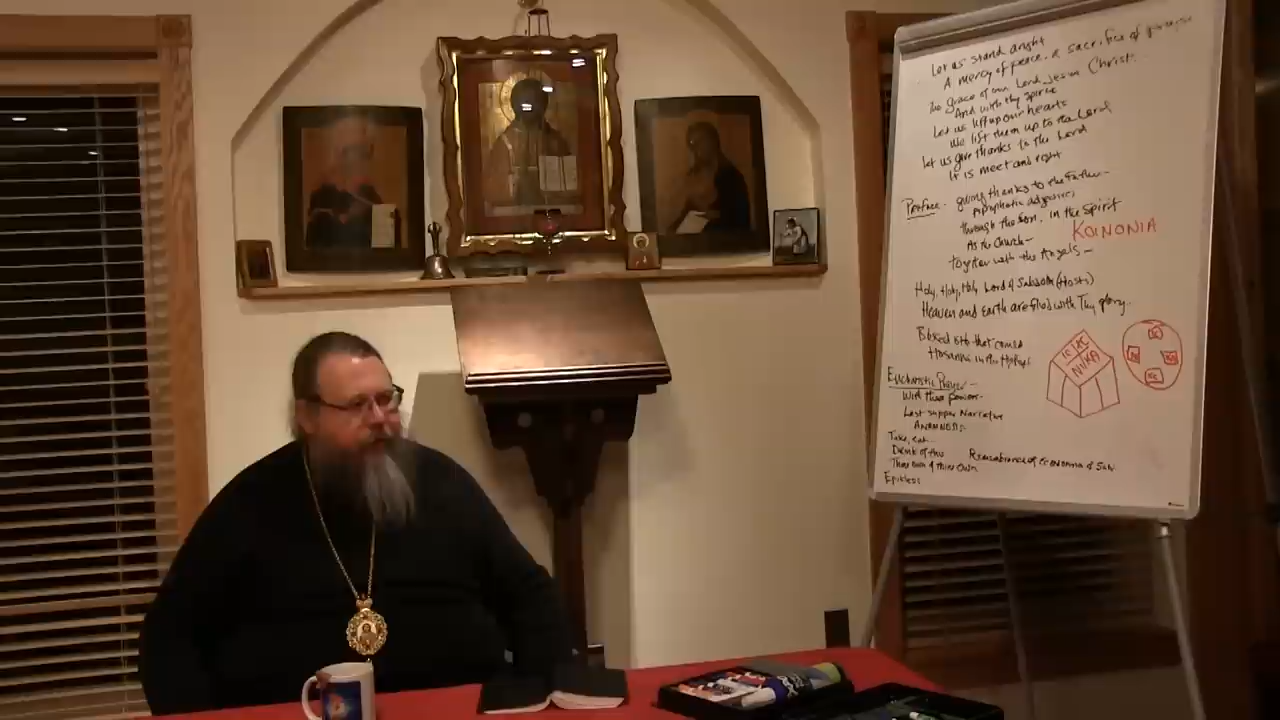 Let us stand aright
A mercy of peace, a sacrifice of praise
The grace of our Lord Jesus Christ...
And with thy spirit
Let us lift up our hearts
We lift them up to the Lord
Let us give thanks to the Lord
It is meet and right
Preface - giving thanks to the Father -
Apophatic adjectives
through the Son, in the Spirit
KOINONIA
As the Church -
together with the Angels -
Holy, Holy, Holy Lord of Sabaoth (Hosts)
Heaven and Earth are filled with Thy glory.
Blessed is he that comes
Hosanna in the Highest
IC XC
NI KA
Eucharistic Prayer -
With these powers -
Last supper Narrative
ANAMNESIS
Take, eat...
Drink of this
Remembrance of Economia of Salv
Thine own of thine own
Epiclesis